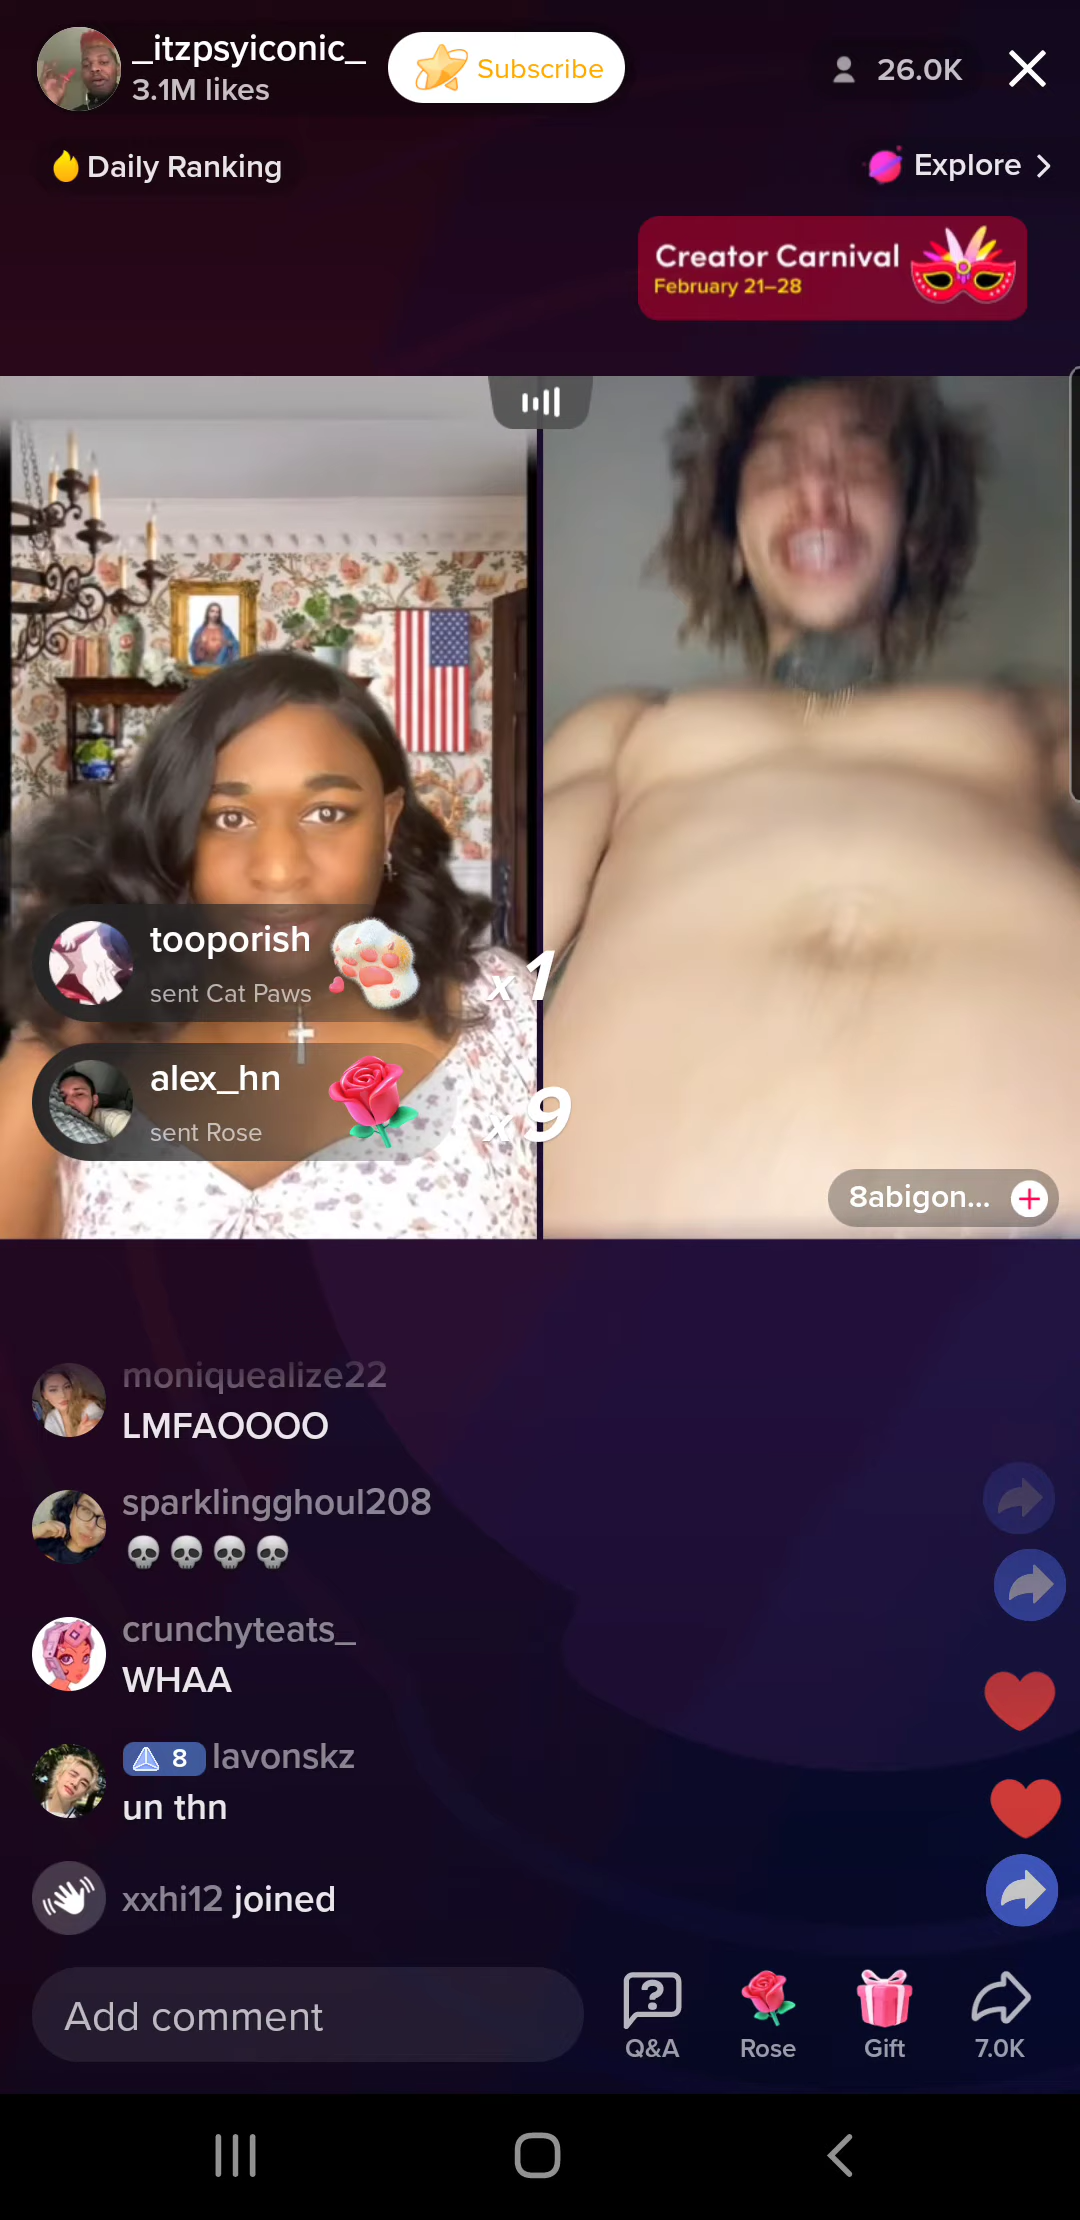 _itzpsyiconic_
3.1M likes
Subscribe
26.0K
Daily Ranking
Explore
Creator Carnival
February 21–28
tooporish
sent Cat Paws
x1
alex_hn
sent Rose
x9
8abigon...
moniquealize22
LMFAOOOO
sparklingghoul208
💀💀💀💀
crunchyteats_
WHAA
8 lavonskz
un thn
xxhi12 joined
Add comment
Q&A
Rose
Gift
7.0K